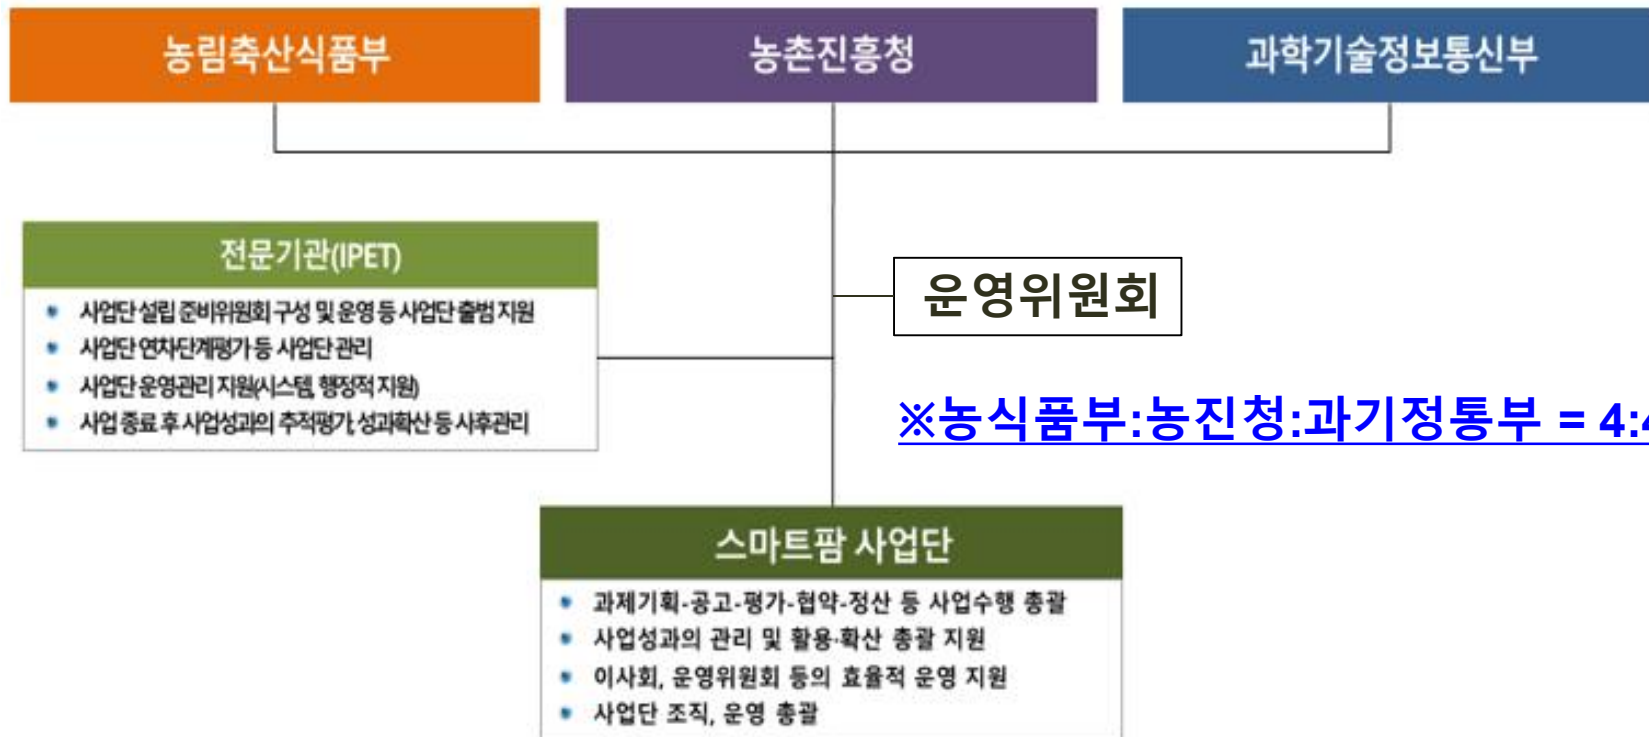 농림축산식품부
농촌진흥청
과학기술정보통신부
전문기관(IPET)
사업단 설립 준비위원회 구성 및 운영 등 사업단 출범 지원
사업단 연차단계평가 등 사업단 관리
사업단 운영관리 지원(시스템, 행정적 지원)
사업 종료 후 사업성과의 추적평가, 성과확산 등 사후관리
운영위원회
※농식품부:농진청:과기정통부 = 4:4
스마트팜 사업단
과제기획-공고-평가-협약-정산 등 사업수행 총괄
사업성과의 관리 및 활용·확산 총괄 지원
이사회, 운영위원회 등의 효율적 운영 지원
사업단 조직, 운영 총괄